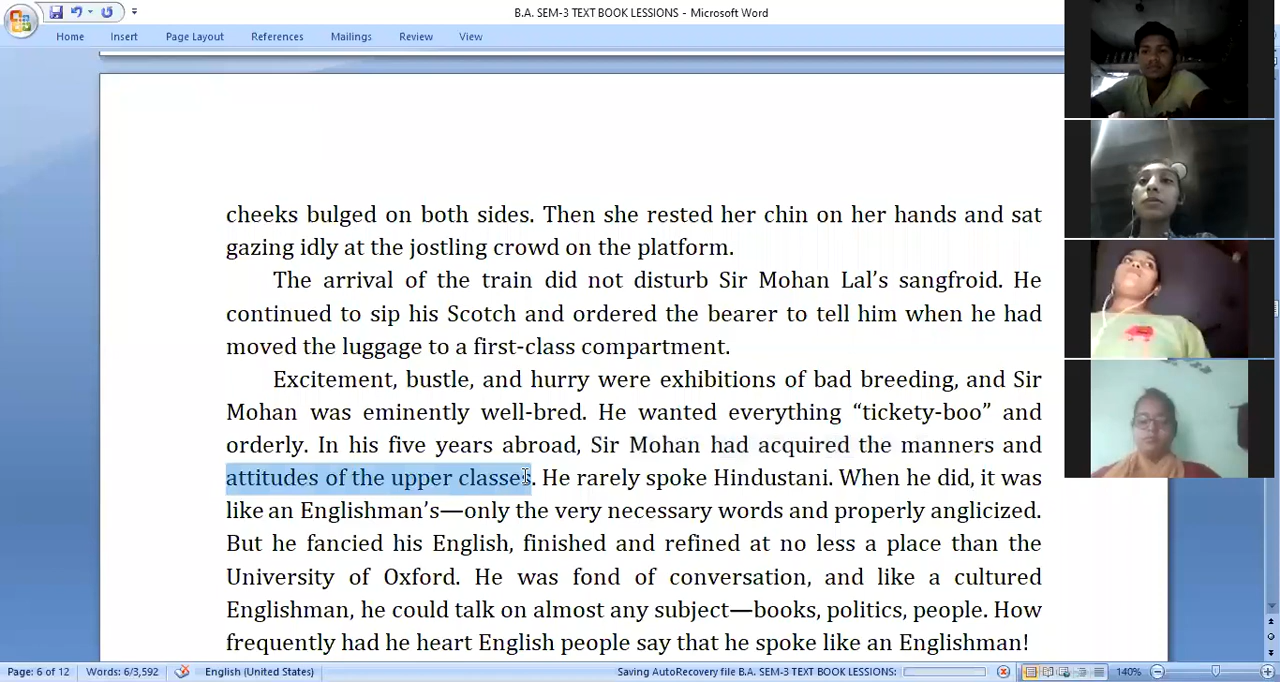 B.A. SEM-3 TEXT BOOK LESSIONS - Microsoft Word
Home Insert Page Layout References Mailings Review View
cheeks bulged on both sides. Then she rested her chin on her hands and sat
gazing idly at the jostling crowd on the platform.
The arrival of the train did not disturb Sir Mohan Lal’s sangfroid. He
continued to sip his Scotch and ordered the bearer to tell him when he had
moved the luggage to a first-class compartment.
Excitement, bustle, and hurry were exhibitions of bad breeding, and Sir
Mohan was eminently well-bred. He wanted everything “tickety-boo” and
orderly. In his five years abroad, Sir Mohan had acquired the manners and
attitudes of the upper classes. He rarely spoke Hindustani. When he did, it was
like an Englishman’s—only the very necessary words and properly anglicized.
But he fancied his English, finished and refined at no less a place than the
University of Oxford. He was fond of conversation, and like a cultured
Englishman, he could talk on almost any subject—books, politics, people. How
frequently had he heart English people say that he spoke like an Englishman!
Page: 6 of 12 Words: 6/3,592 English (United States) Saving AutoRecovery file B.A. SEM-3 TEXT BOOK LESSIONS: 140%